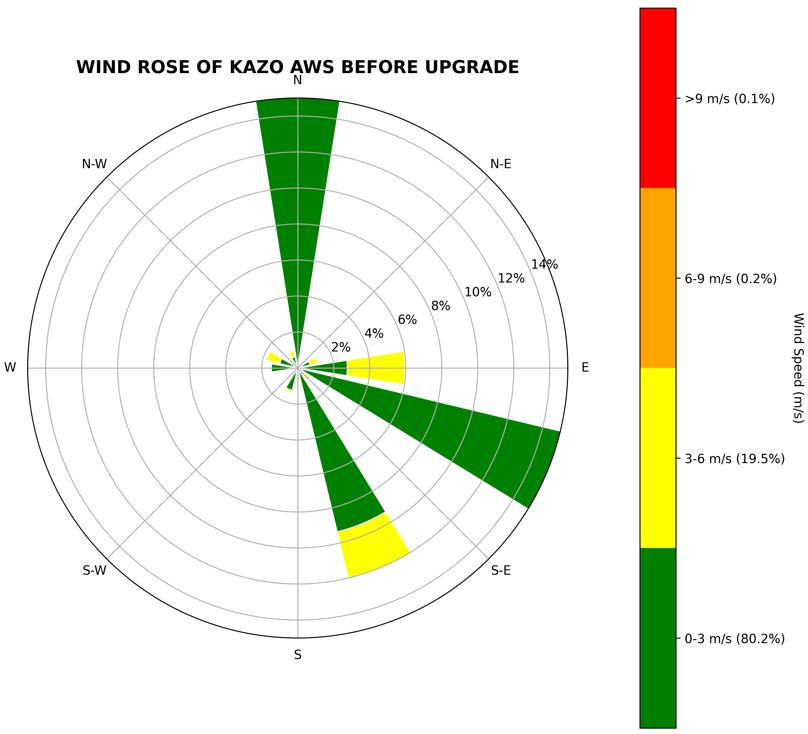 WIND ROSE OF KAZO AWS BEFORE UPGRADE
N
N-W
N-E
14%
12%
10%
8%
6%
4%
2%
W
E
S-W
S-E
S
>9 m/s (0.1%)
6-9 m/s (0.2%)
3-6 m/s (19.5%)
0-3 m/s (80.2%)
Wind Speed (m/s)